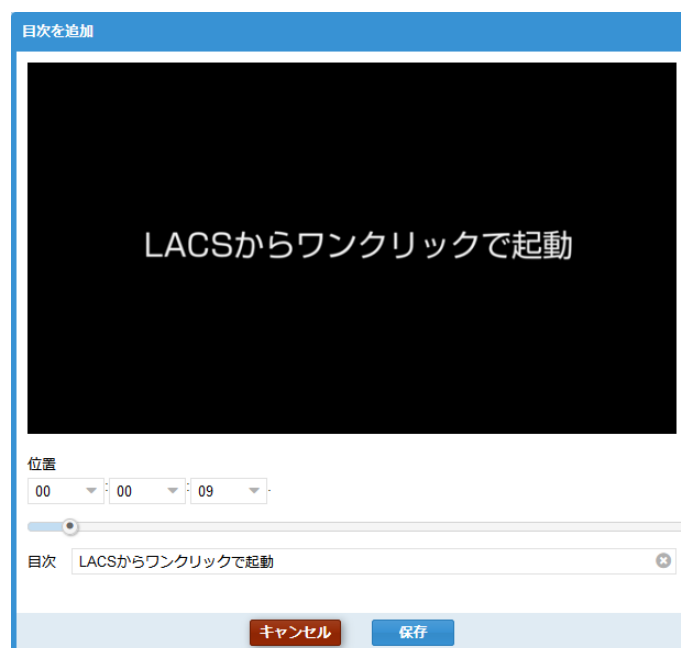 目次を追加
LACSからワンクリックで起動
位置
00 : 00 : 09 -
目次 LACSからワンクリックで起動
キャンセル 保存